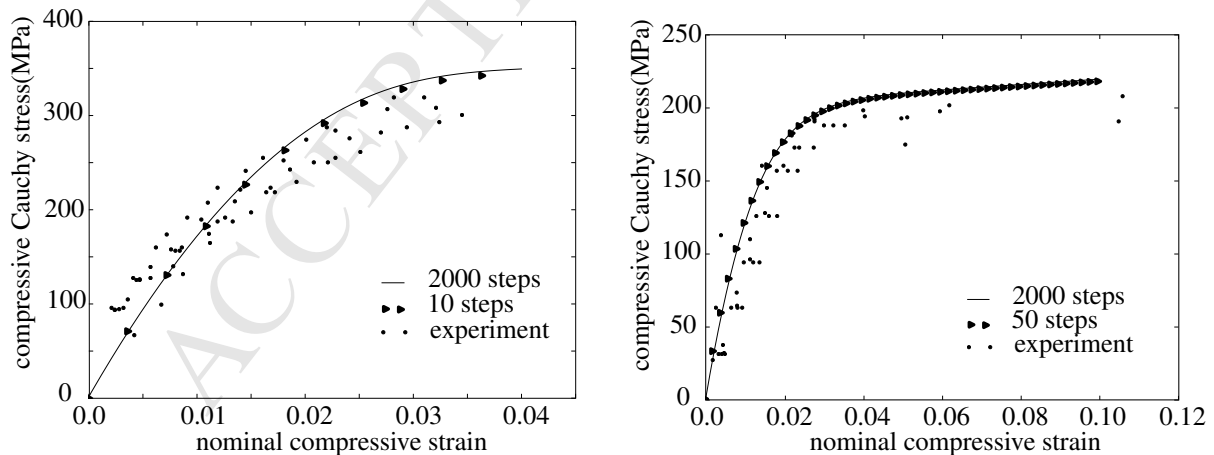 compressive Cauchy stress(MPa)
400
300
200
100
0
0.0
0.01
0.02
0.03
0.04
nominal compressive strain
2000 steps
10 steps
experiment
ACCEPT
compressive Cauchy stress(MPa)
250
200
150
100
50
0
0.0
0.02
0.04
0.06
0.08
0.10
0.12
nominal compressive strain
2000 steps
50 steps
experiment